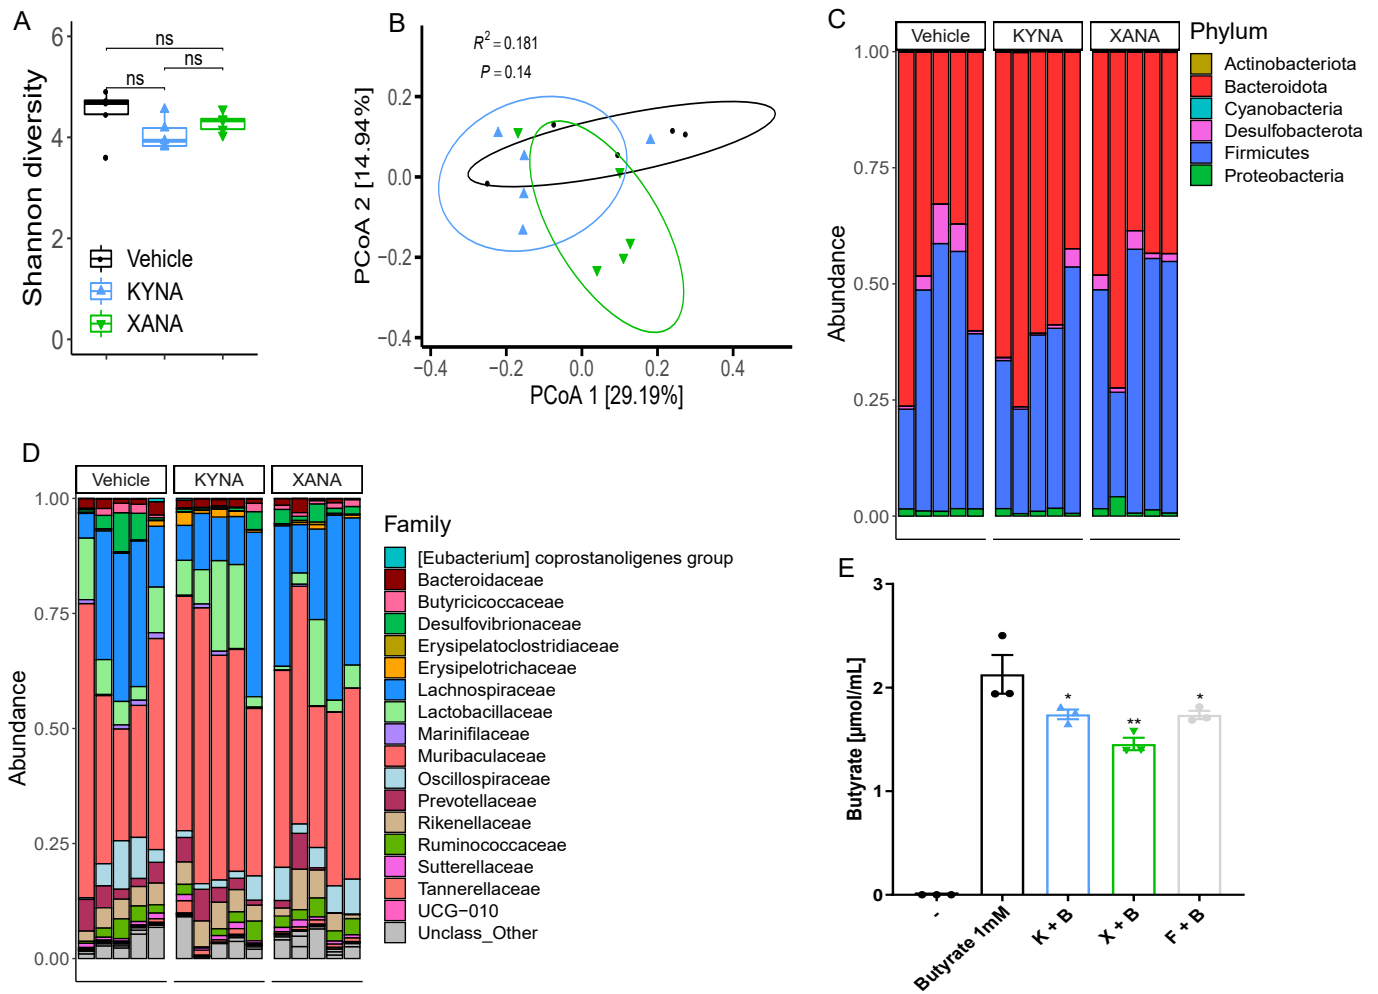 A
Shannon diversity
6
4
2
0
ns
ns
ns
Vehicle
KYNA
XANA
B
R² = 0.181
P = 0.14
PCoA 2 [14.94%]
0.2
0.0
−0.2
−0.4
−0.4
−0.2
0.0
0.2
0.4
PCoA 1 [29.19%]
C
Vehicle
KYNA
XANA
Abundance
1.00
0.75
0.50
0.25
0.00
Phylum
Actinobacteriota
Bacteroidota
Cyanobacteria
Desulfobacterota
Firmicutes
Proteobacteria
D
Vehicle
KYNA
XANA
Abundance
1.00
0.75
0.50
0.25
0.00
Family
[Eubacterium] coprostanoligenes group
Bacteroidaceae
Butyricicoccaceae
Desulfovibrionaceae
Erysipelatoclostridiaceae
Erysipelotrichaceae
Lachnospiraceae
Lactobacillaceae
Marinifilaceae
Muribaculaceae
Oscillospiraceae
Prevotellaceae
Rikenellaceae
Ruminococcaceae
Sutterellaceae
Tannerellaceae
UCG−010
Unclass_Other
E
Butyrate [µmol/mL]
3
2
1
0
*
**
*
-
Butyrate 1mM
K + B
X + B
F + B